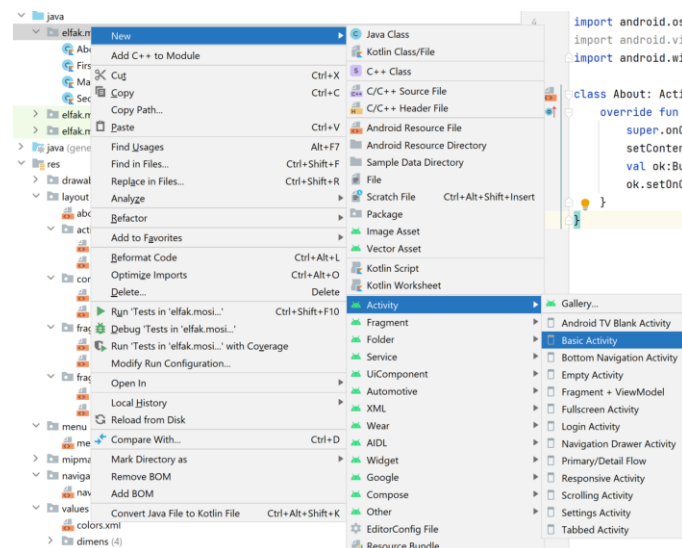 java
elfak.m
Abo
Firs
Ma
Sec
elfak.m
elfak.m
java (gene
res
drawal
layout
abo
acti
cor
frag
frag
menu
me
mipma
naviga
nav
values
colors.xml
dimens (4)
New
Add C++ to Module
Cut Ctrl+X
Copy Ctrl+C
Copy Path...
Paste Ctrl+V
Find Usages Alt+F7
Find in Files... Ctrl+Shift+F
Replace in Files... Ctrl+Shift+R
Analyze
Refactor
Add to Favorites
Reformat Code Ctrl+Alt+L
Optimize Imports Ctrl+Alt+O
Delete... Delete
Run 'Tests in 'elfak.mosi...' Ctrl+Shift+F10
Debug 'Tests in 'elfak.mosi...'
Run 'Tests in 'elfak.mosi...' with Coverage
Modify Run Configuration...
Open In
Local History
Reload from Disk
Compare With... Ctrl+D
Mark Directory as
Remove BOM
Add BOM
Convert Java File to Kotlin File Ctrl+Alt+Shift+K
Java Class
Kotlin Class/File
C++ Class
C/C++ Source File
C/C++ Header File
Android Resource File
Android Resource Directory
Sample Data Directory
File
Scratch File Ctrl+Alt+Shift+Insert
Package
Image Asset
Vector Asset
Kotlin Script
Kotlin Worksheet
Activity
Fragment
Folder
Service
UiComponent
Automotive
XML
Wear
AIDL
Widget
Google
Compose
Other
EditorConfig File
Resource Bundle
Gallery...
Android TV Blank Activity
Basic Activity
Bottom Navigation Activity
Empty Activity
Fragment + ViewModel
Fullscreen Activity
Login Activity
Navigation Drawer Activity
Primary/Detail Flow
Responsive Activity
Scrolling Activity
Settings Activity
Tabbed Activity
4 import android.os
import android.vi
import android.wi
class About: Acti
override fun
super.onC
setConten
val ok:Bu
ok.setOnC
}
}